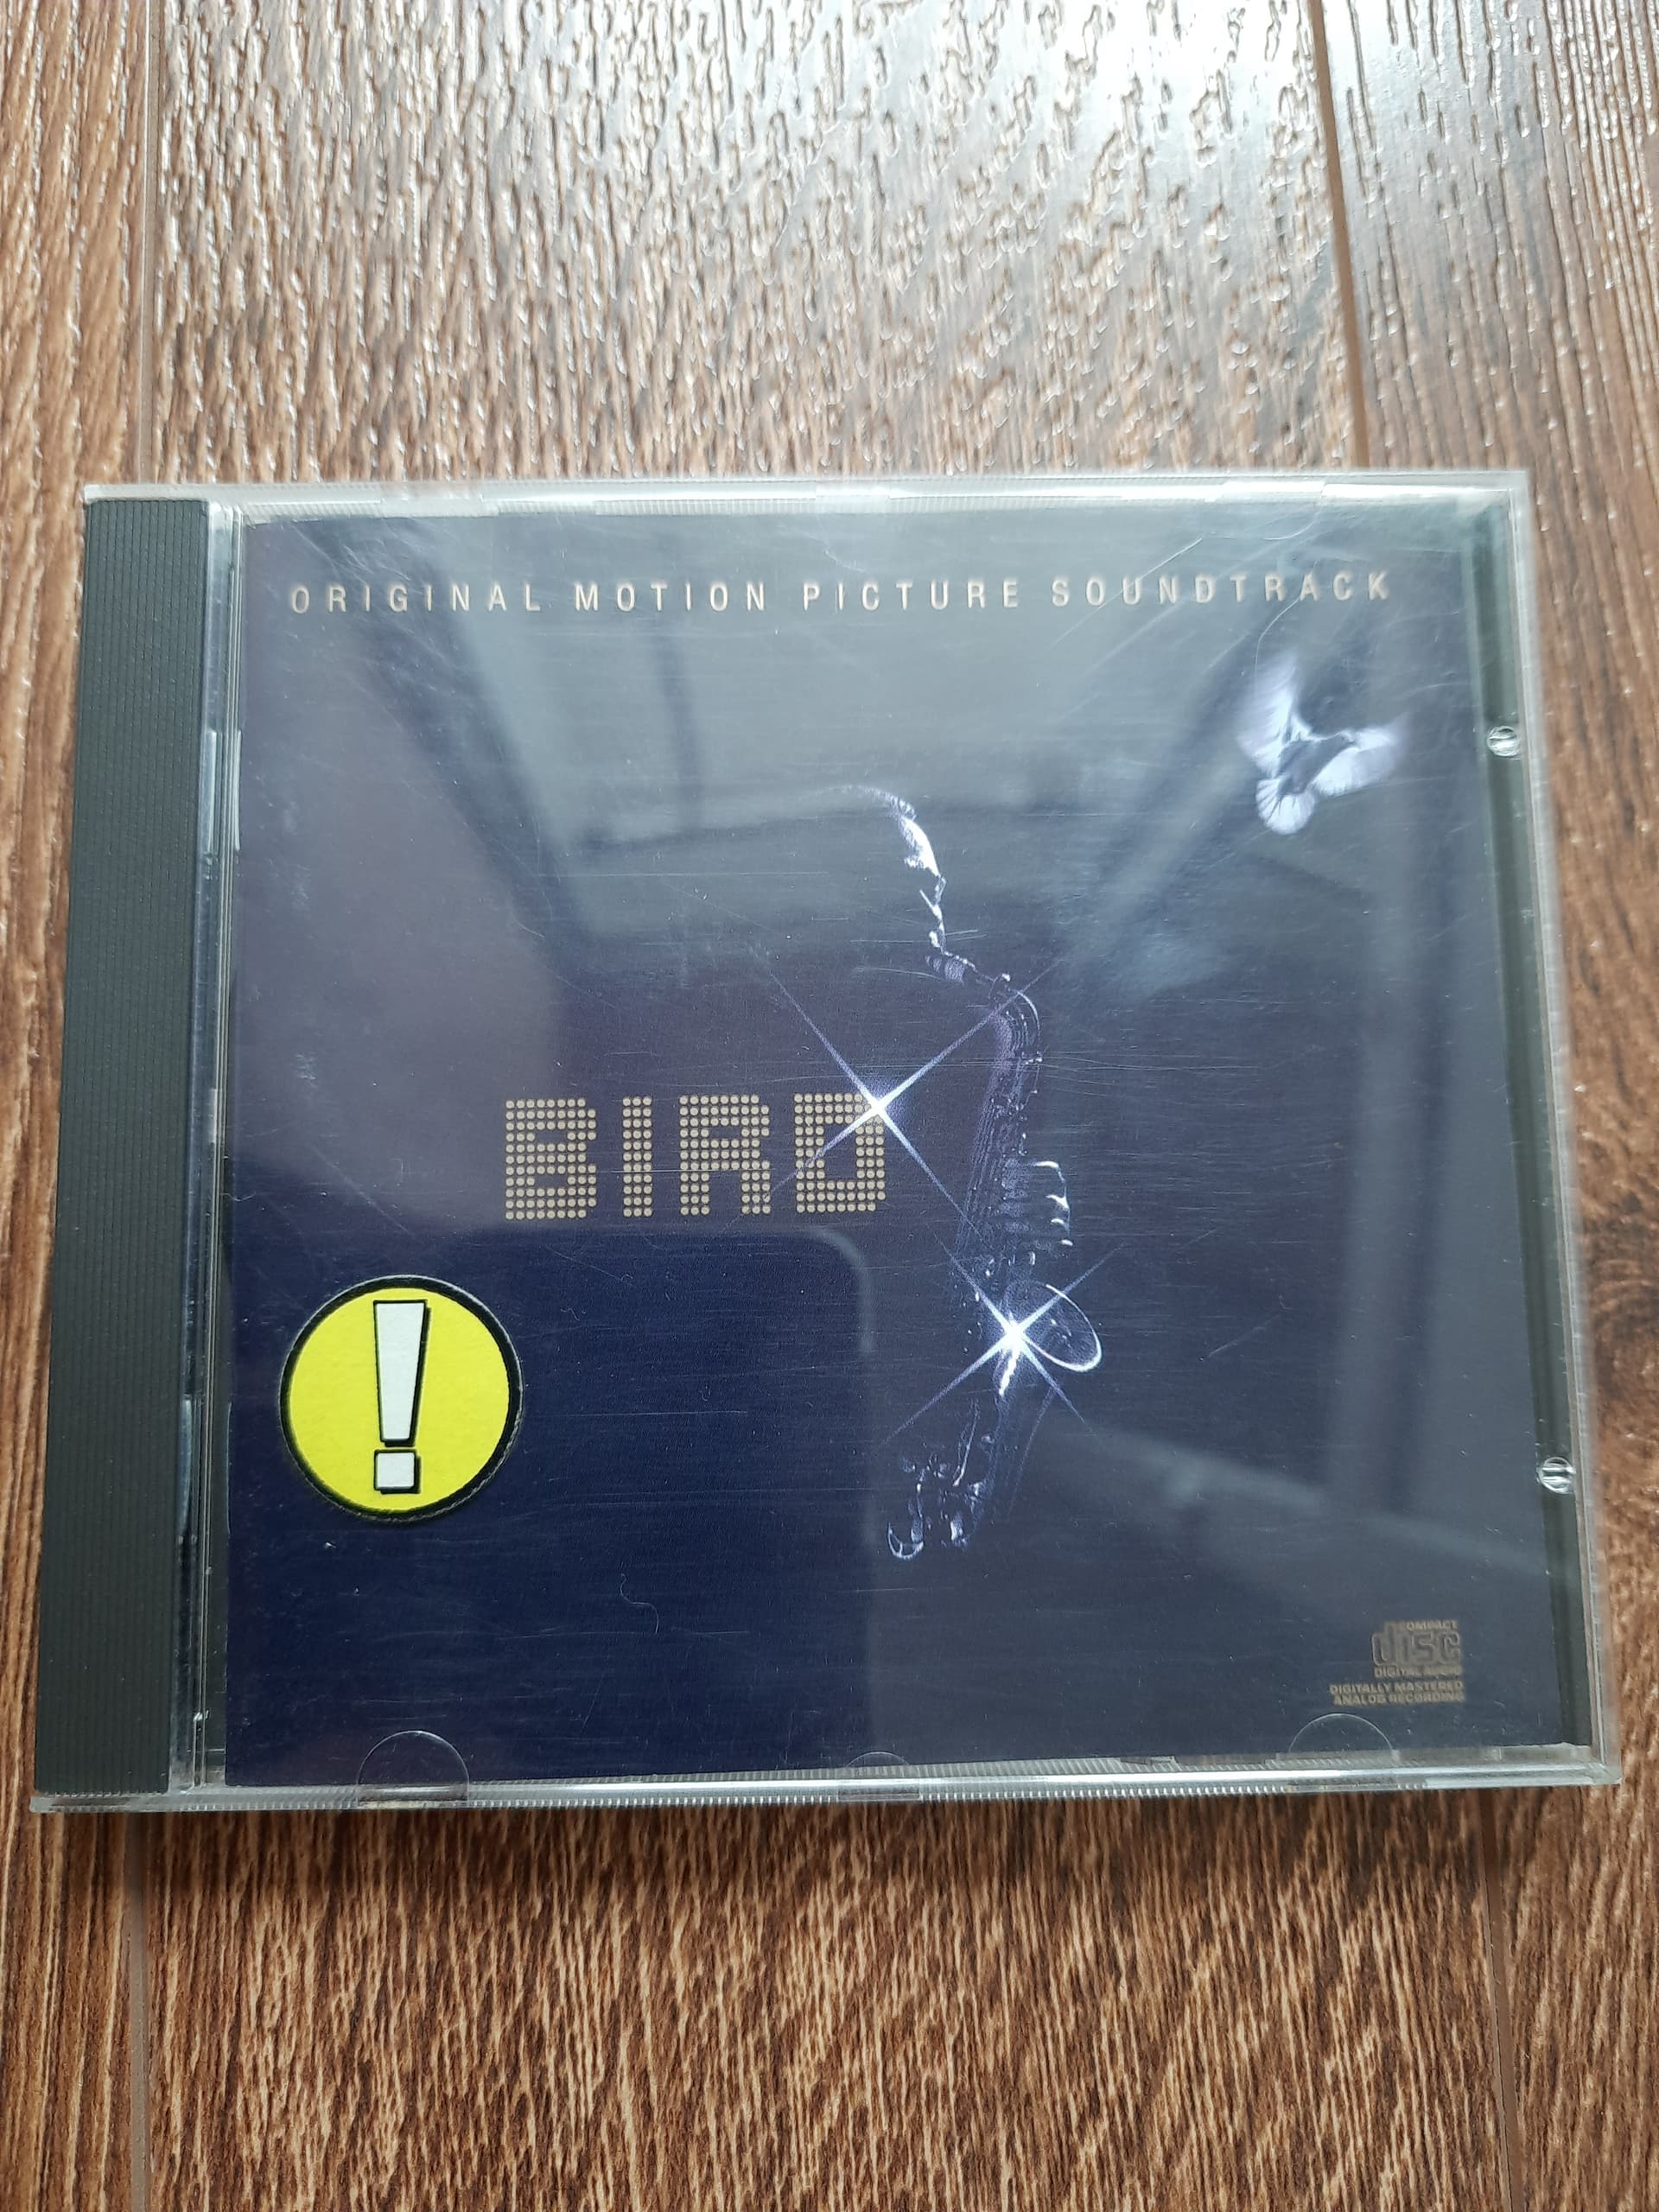 ORIGINAL MOTION PICTURE SOUNDTRACK
BIRD
!
COMPACT
disc
DIGITAL AUDIO
DIGITALLY MASTERED
ANALOG RECORDING